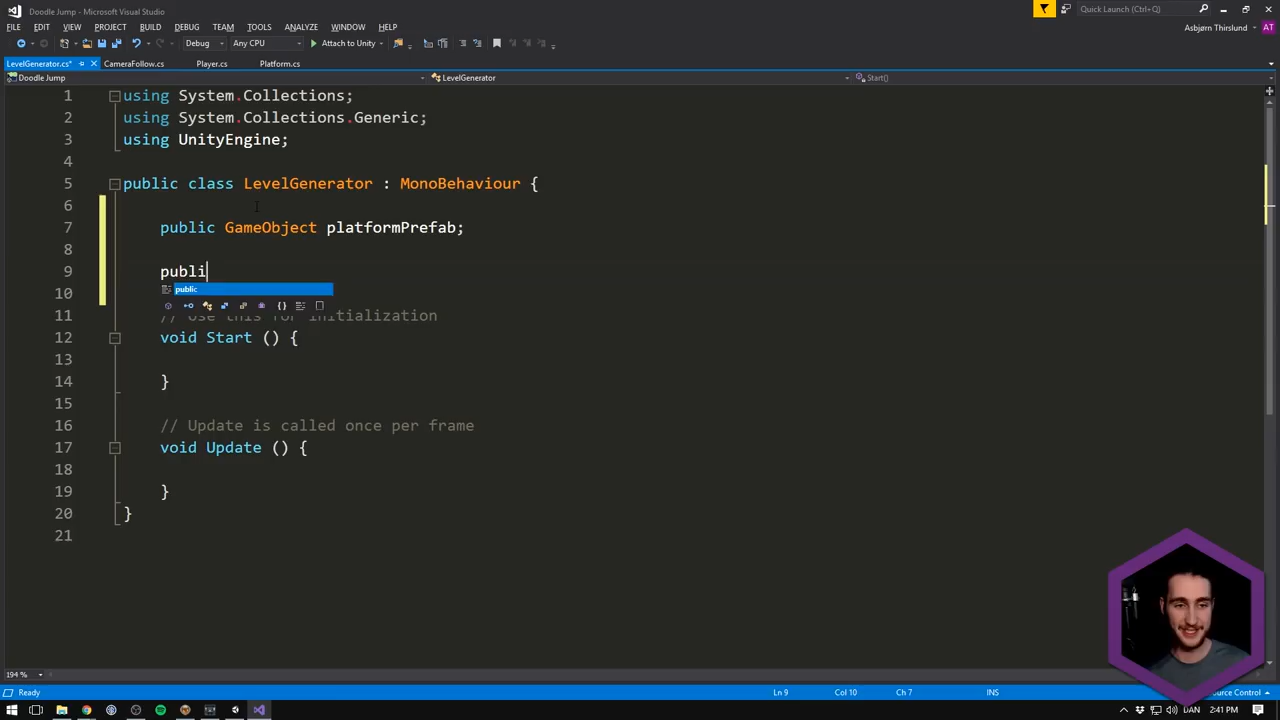 Doodle Jump - Microsoft Visual Studio
Quick Launch (Ctrl+Q)
FILE EDIT VIEW PROJECT BUILD DEBUG TEAM TOOLS ANALYZE WINDOW HELP
Asbjørn Thirslund AT
Debug Any CPU Attach to Unity
LevelGenerator.cs* CameraFollow.cs Player.cs Platform.cs
Doodle Jump LevelGenerator Start()
1 using System.Collections;
2 using System.Collections.Generic;
3 using UnityEngine;
4
5 public class LevelGenerator : MonoBehaviour {
6
7 public GameObject platformPrefab;
8
9 publi
public
10
11 // Use this for initialization
12 void Start () {
13
14 }
15
16 // Update is called once per frame
17 void Update () {
18
19 }
20 }
21
194 %
Ready Ln 9 Col 10 Ch 7 INS ource Control
DAN 2:41 PM